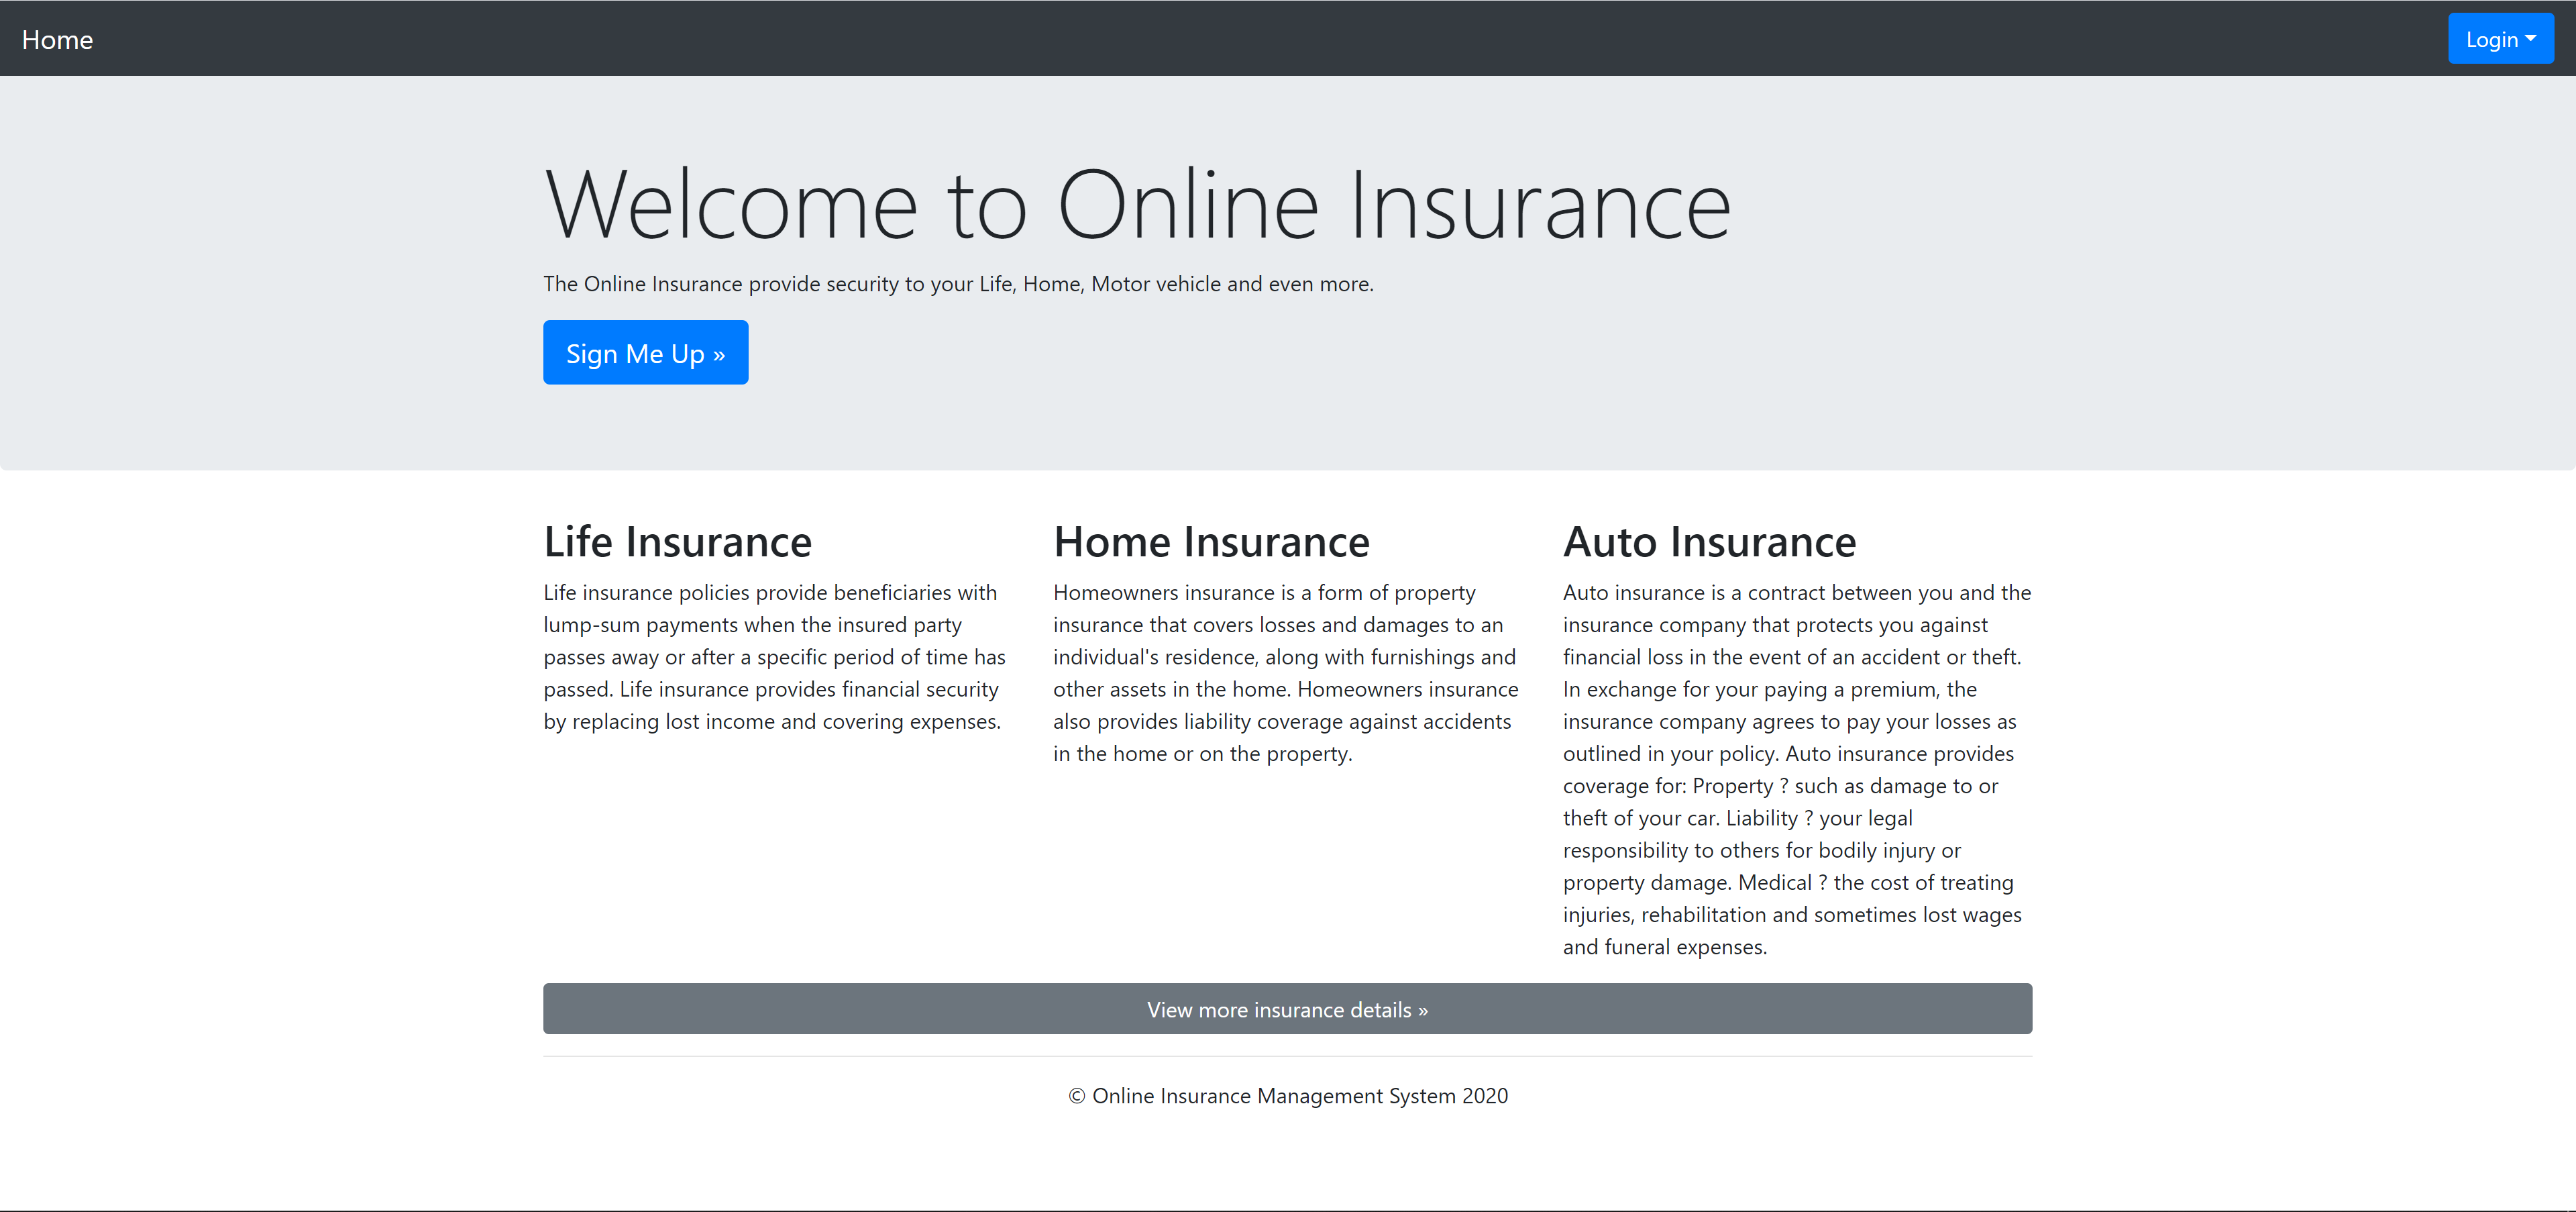 Home
Login
Welcome to Online Insurance
The Online Insurance provide security to your Life, Home, Motor vehicle and even more.
Sign Me Up »
Life Insurance
Life insurance policies provide beneficiaries with
lump-sum payments when the insured party
passes away or after a specific period of time has
passed. Life insurance provides financial security
by replacing lost income and covering expenses.
Home Insurance
Homeowners insurance is a form of property
insurance that covers losses and damages to an
individual's residence, along with furnishings and
other assets in the home. Homeowners insurance
also provides liability coverage against accidents
in the home or on the property.
Auto Insurance
Auto insurance is a contract between you and the
insurance company that protects you against
financial loss in the event of an accident or theft.
In exchange for your paying a premium, the
insurance company agrees to pay your losses as
outlined in your policy. Auto insurance provides
coverage for: Property ? such as damage to or
theft of your car. Liability ? your legal
responsibility to others for bodily injury or
property damage. Medical ? the cost of treating
injuries, rehabilitation and sometimes lost wages
and funeral expenses.
View more insurance details »
© Online Insurance Management System 2020